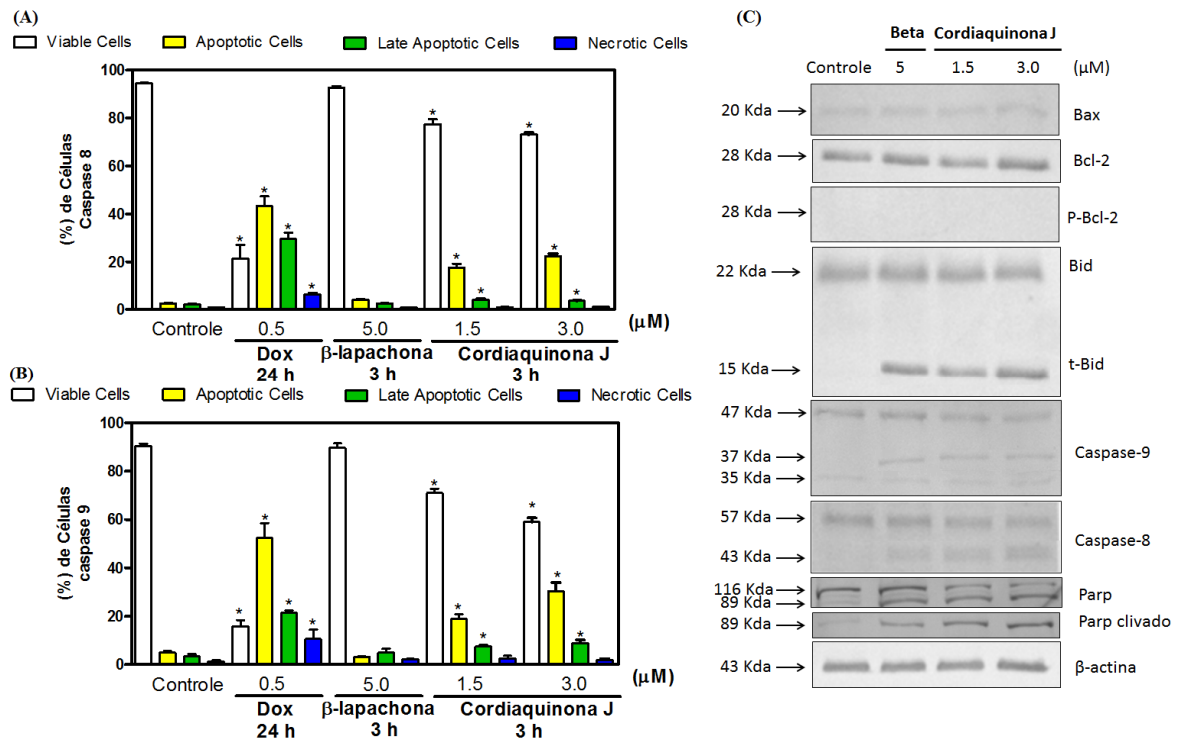 (A)
Viable Cells Apoptotic Cells Late Apoptotic Cells Necrotic Cells
(%) de Células
Caspase 8
100
80
60
40
20
0
* * * * * * * * * *
Controle 0.5 5.0 1.5 3.0 (μM)
Dox β-lapachona Cordiaquinona J
24 h 3 h 3 h
(B)
Viable Cells Apoptotic Cells Late Apoptotic Cells Necrotic Cells
(%) de Células
caspase 9
100
80
60
40
20
0
* * * * * * * * * *
Controle 0.5 5.0 1.5 3.0 (μM)
Dox β-lapachona Cordiaquinona J
24 h 3 h 3 h
(C)
Beta Cordiaquinona J
Controle 5 1.5 3.0 (μM)
20 Kda Bax
28 Kda Bcl-2
28 Kda P-Bcl-2
22 Kda Bid
15 Kda t-Bid
47 Kda
37 Kda Caspase-9
35 Kda
57 Kda
Caspase-8
43 Kda
116 Kda Parp
89 Kda
89 Kda Parp clivado
43 Kda β-actina